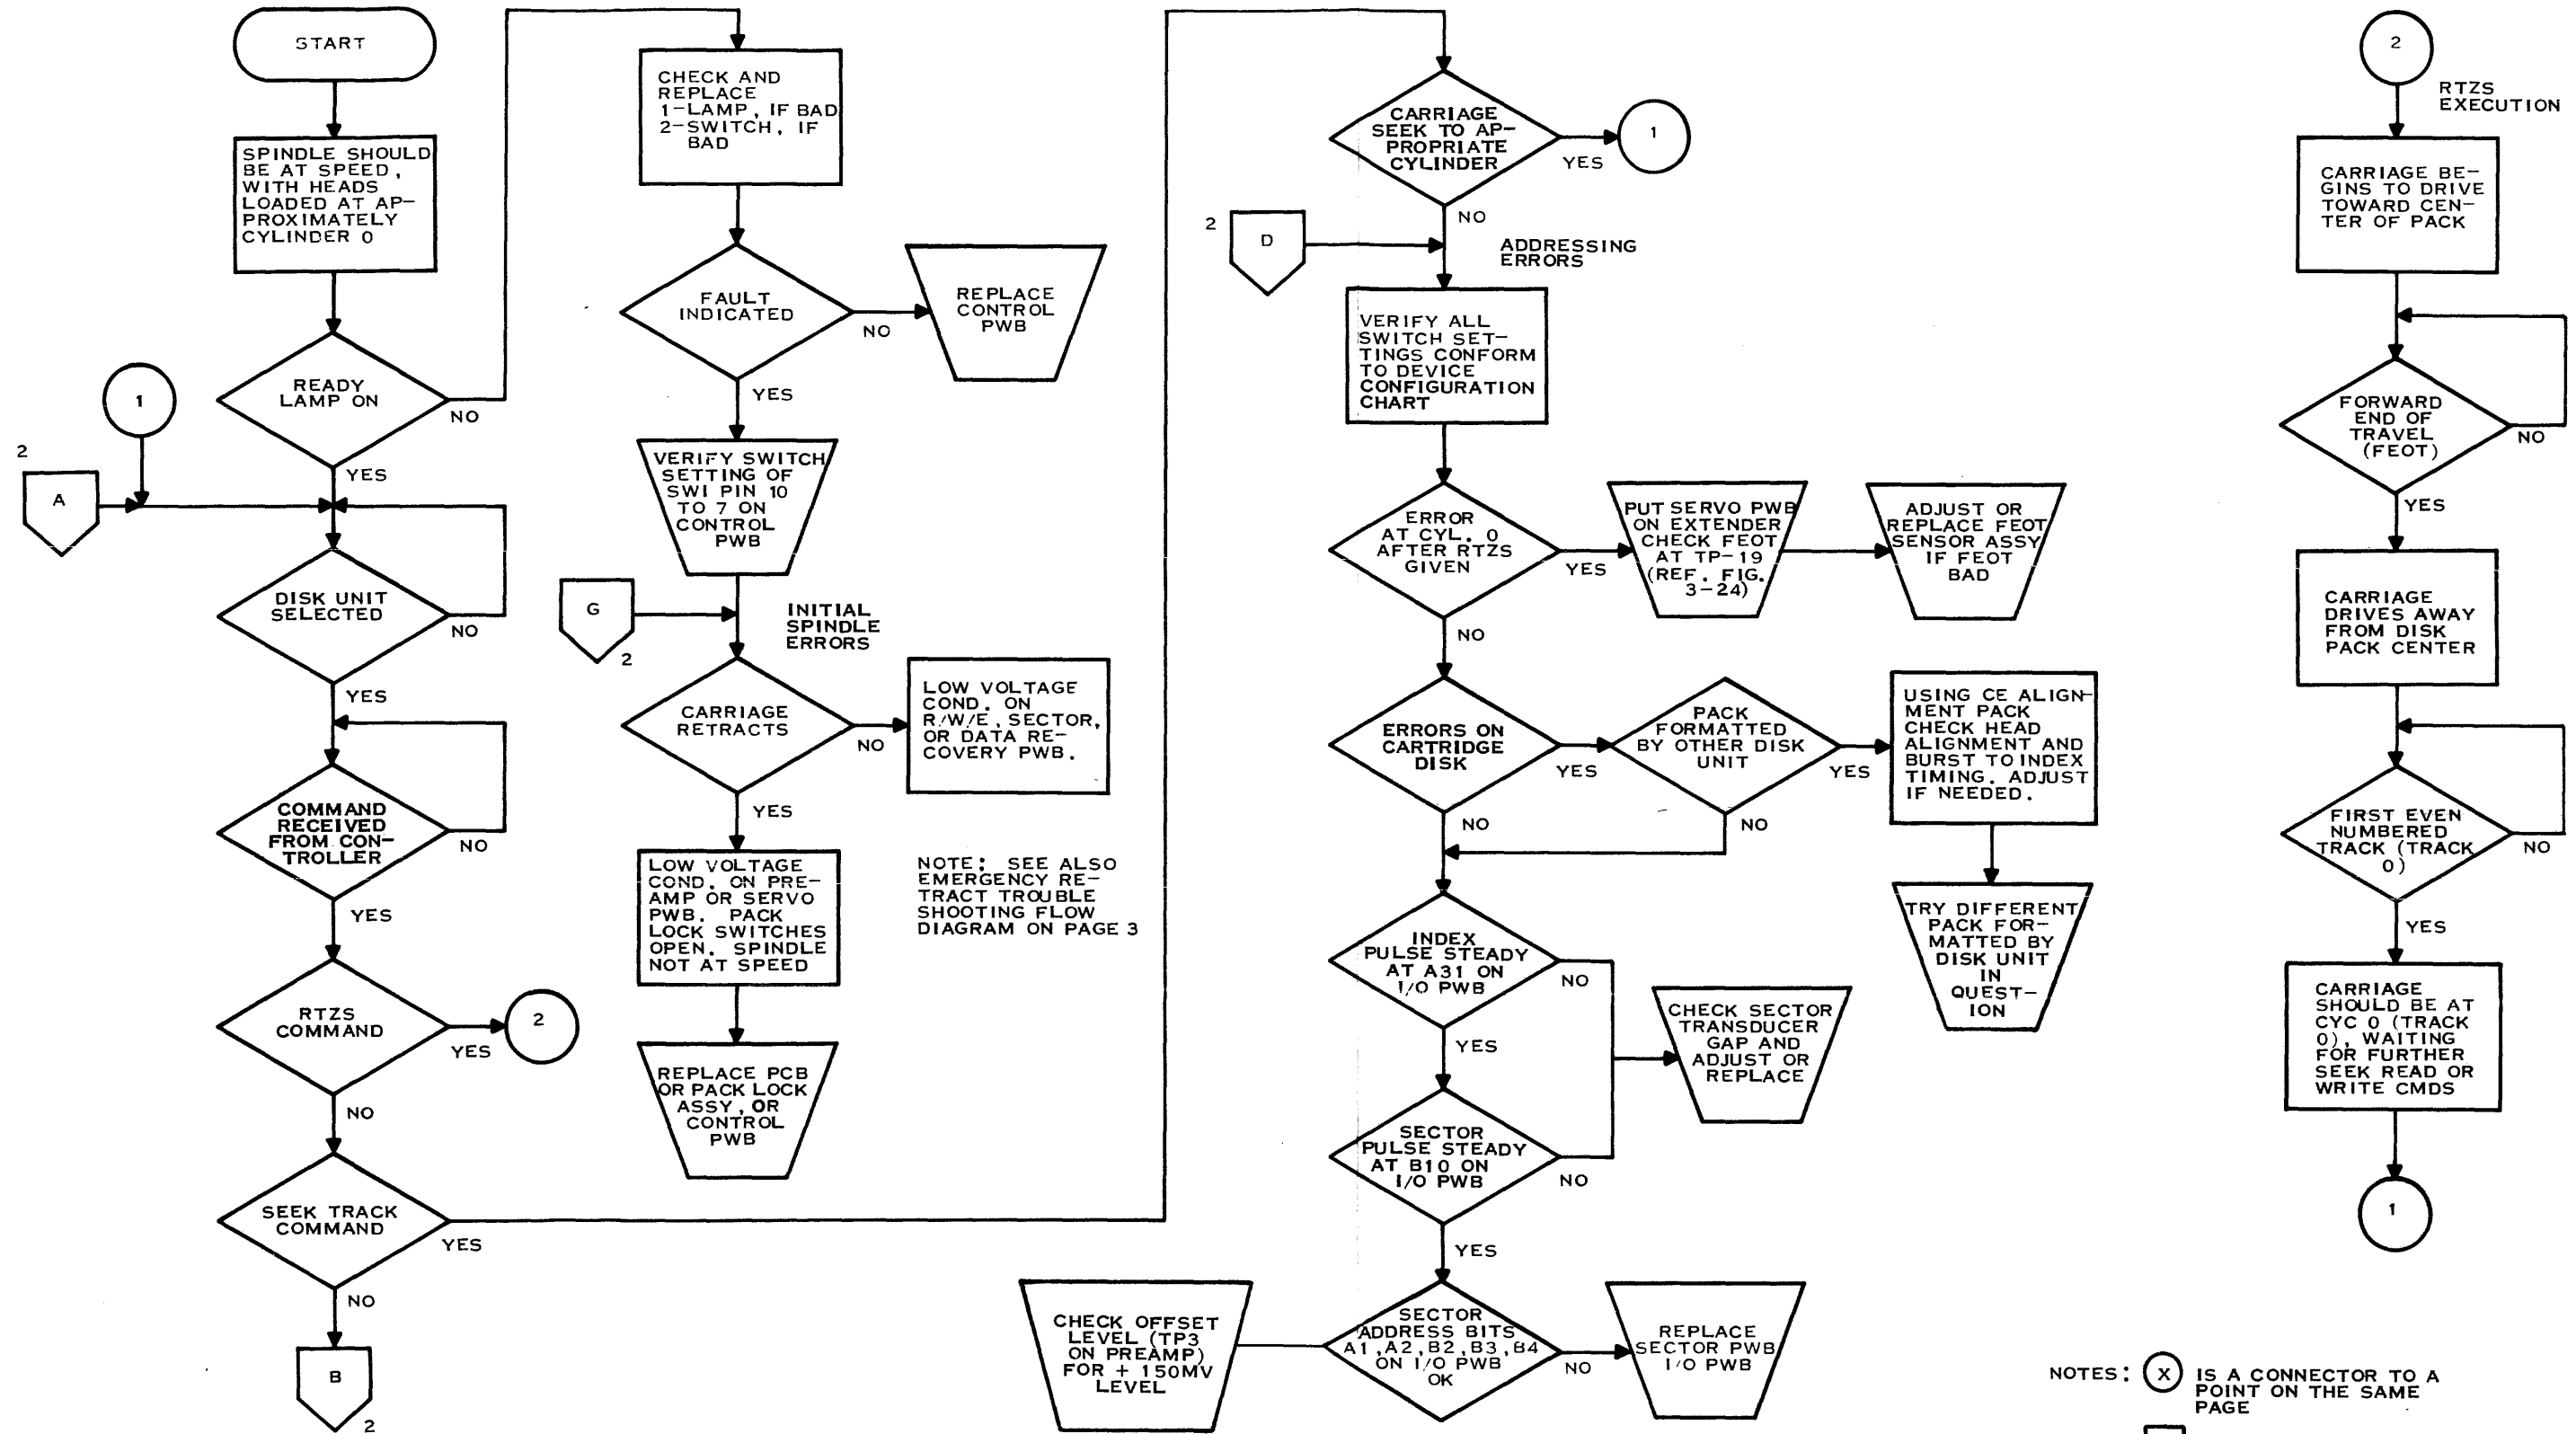 START
SPINDLE SHOULD
BE AT SPEED,
WITH HEADS
LOADED AT AP-
PROXIMATELY
CYLINDER 0
READY
LAMP ON
NO
YES
1
2
A
DISK UNIT
SELECTED
NO
YES
COMMAND
RECEIVED
FROM CON-
TROLLER
NO
YES
RTZS
COMMAND
YES
2
NO
SEEK TRACK
COMMAND
YES
NO
B
2
CHECK AND
REPLACE
1-LAMP, IF BAD
2-SWITCH, IF
BAD
FAULT
INDICATED
NO
REPLACE
CONTROL
PWB
YES
VERIFY SWITCH
SETTING OF
SWI PIN 10
TO 7 ON
CONTROL
PWB
G
2
INITIAL
SPINDLE
ERRORS
CARRIAGE
RETRACTS
NO
LOW VOLTAGE
COND. ON
R/W/E, SECTOR,
OR DATA RE-
COVERY PWB.
YES
LOW VOLTAGE
COND. ON PRE-
AMP OR SERVO
PWB. PACK
LOCK SWITCHES
OPEN. SPINDLE
NOT AT SPEED
NOTE: SEE ALSO
EMERGENCY RE-
TRACT TROUBLE
SHOOTING FLOW
DIAGRAM ON PAGE 3
REPLACE PCB
OR PACK LOCK
ASSY, OR
CONTROL
PWB
CARRIAGE
SEEK TO AP-
PROPRIATE
CYLINDER
YES
1
NO
2
D
ADDRESSING
ERRORS
VERIFY ALL
SWITCH SET-
TINGS CONFORM
TO DEVICE
CONFIGURATION
CHART
ERROR
AT CYL. 0
AFTER RTZS
GIVEN
YES
PUT SERVO PWB
ON EXTENDER
CHECK FEOT
AT TP-19
(REF. FIG.
3-24)
ADJUST OR
REPLACE FEOT
SENSOR ASSY
IF FEOT
BAD
NO
ERRORS ON
CARTRIDGE
DISK
YES
PACK
FORMATTED
BY OTHER DISK
UNIT
YES
USING CE ALIGN-
MENT PACK
CHECK HEAD
ALIGNMENT AND
BURST TO INDEX
TIMING. ADJUST
IF NEEDED.
NO
NO
TRY DIFFERENT
PACK FOR-
MATTED BY
DISK UNIT
IN
QUEST-
ION
INDEX
PULSE STEADY
AT A31 ON
I/O PWB
NO
YES
CHECK SECTOR
TRANSDUCER
GAP AND
ADJUST OR
REPLACE
SECTOR
PULSE STEADY
AT B10 ON
I/O PWB
NO
YES
CHECK OFFSET
LEVEL (TP3
ON PREAMP)
FOR + 150MV
LEVEL
SECTOR
ADDRESS BITS
A1,A2,B2,B3,B4
ON I/O PWB
OK
NO
REPLACE
SECTOR PWB
I/O PWB
2
RTZS
EXECUTION
CARRIAGE BE-
GINS TO DRIVE
TOWARD CEN-
TER OF PACK
FORWARD
END OF
TRAVEL
(FEOT)
NO
YES
CARRIAGE
DRIVES AWAY
FROM DISK
PACK CENTER
FIRST EVEN
NUMBERED
TRACK (TRACK
0)
NO
YES
CARRIAGE
SHOULD BE AT
CYC 0 (TRACK
0), WAITING
FOR FURTHER
SEEK READ OR
WRITE CMDS
1
NOTES: X IS A CONNECTOR TO A
POINT ON THE SAME
PAGE